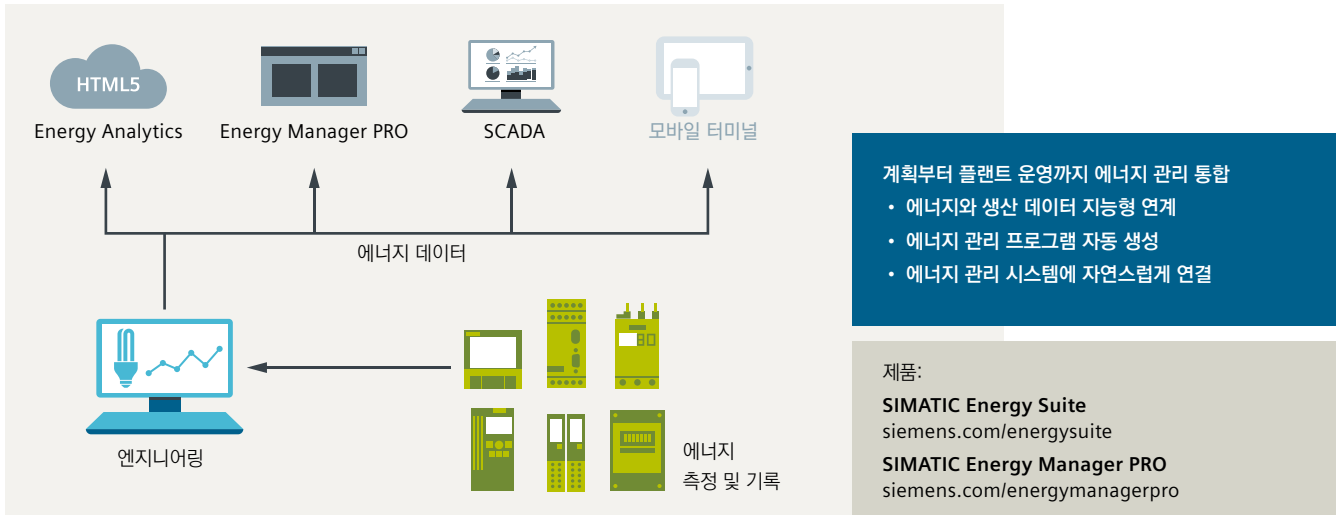 HTML5
Energy Analytics
Energy Manager PRO
SCADA
모바일 터미널
에너지 데이터
엔지니어링
에너지
측정 및 기록
계획부터 플랜트 운영까지 에너지 관리 통합
• 에너지와 생산 데이터 지능형 연계
• 에너지 관리 프로그램 자동 생성
• 에너지 관리 시스템에 자연스럽게 연결
제품:
SIMATIC Energy Suite
siemens.com/energysuite
SIMATIC Energy Manager PRO
siemens.com/energymanagerpro